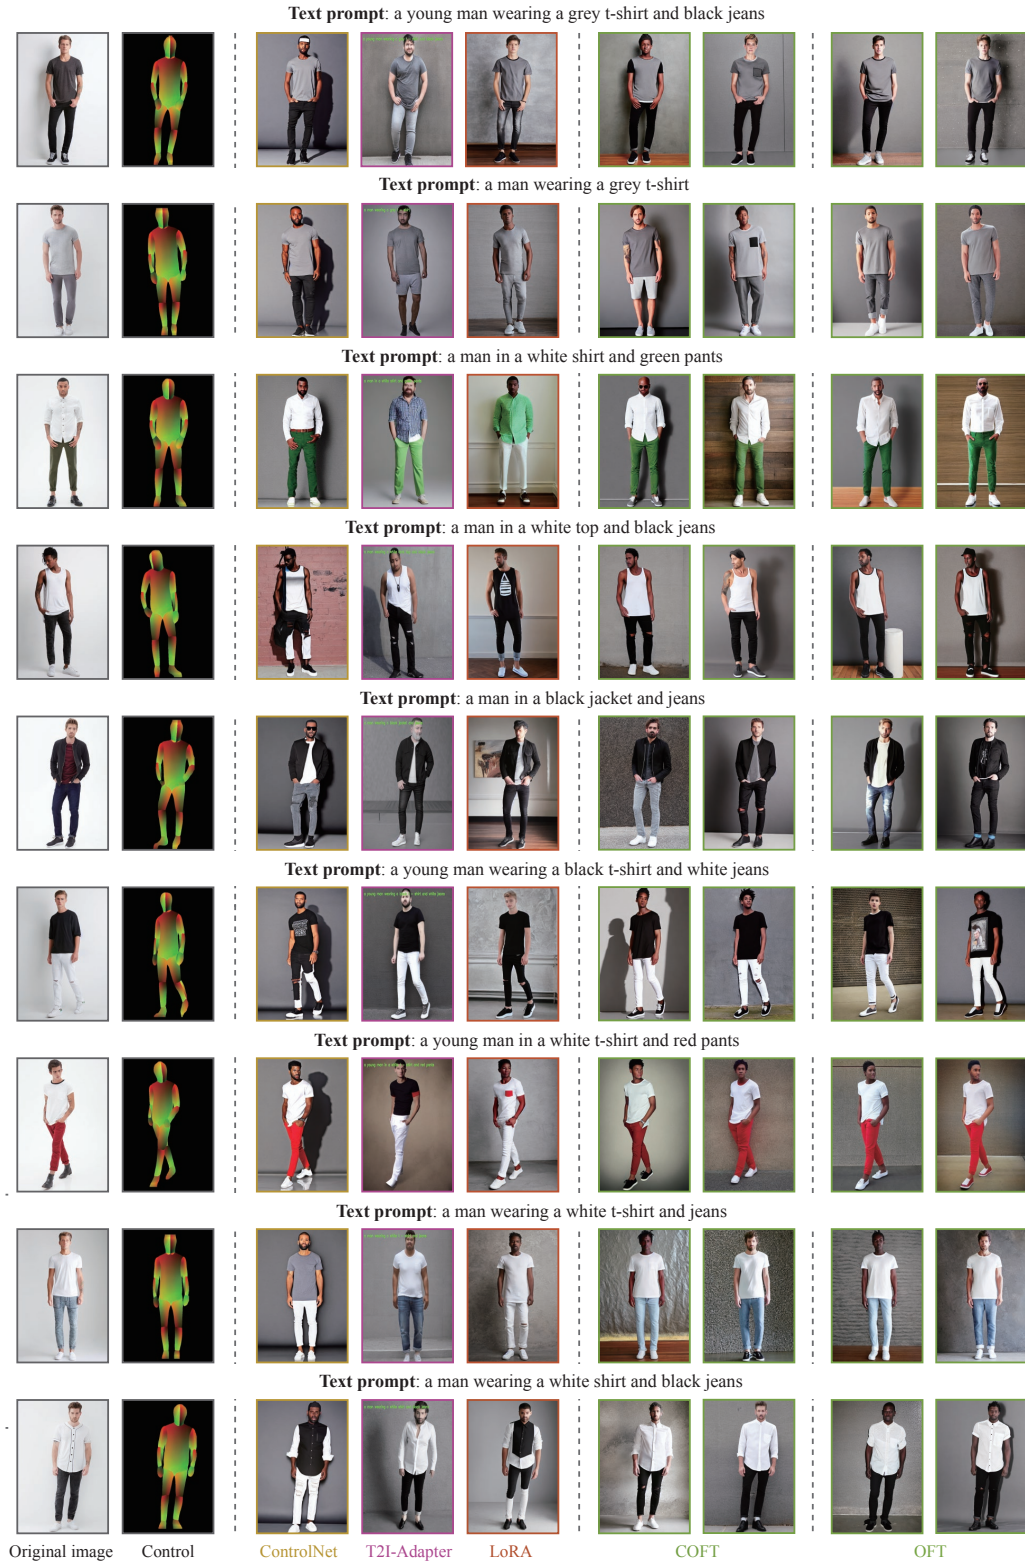 Text prompt: a young man wearing a grey t-shirt and black jeans
Text prompt: a man wearing a grey t-shirt
Text prompt: a man in a white shirt and green pants
Text prompt: a man in a white top and black jeans
Text prompt: a man in a black jacket and jeans
Text prompt: a young man wearing a black t-shirt and white jeans
Text prompt: a young man in a white t-shirt and red pants
Text prompt: a man wearing a white t-shirt and jeans
Text prompt: a man wearing a white shirt and black jeans
Original image Control ControlNet T2I-Adapter LoRA COFT OFT